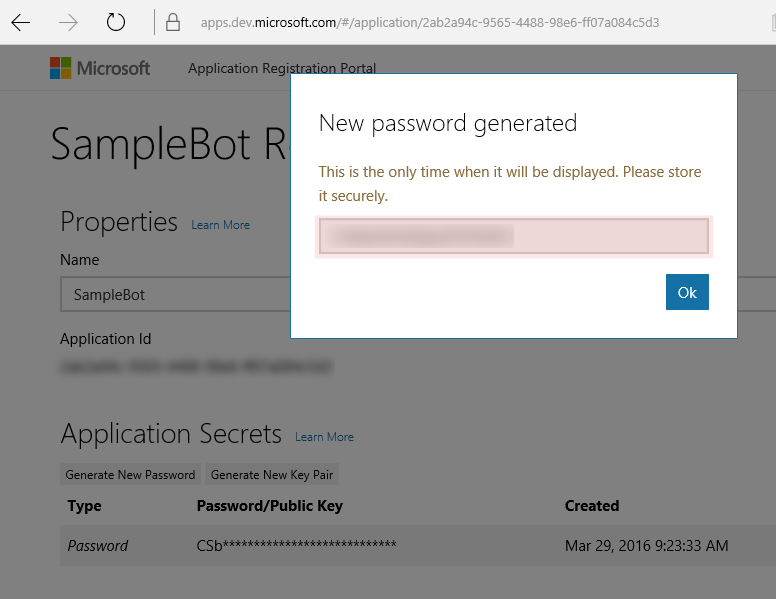 apps.dev.microsoft.com/#/application/2ab2a94c-9565-4488-98e6-ff07a084c5d3
Microsoft
Application Registration Portal
SampleBot R
New password generated
This is the only time when it will be displayed. Please store
it securely.
Ok
Properties Learn More
Name
SampleBot
Application Id
Application Secrets Learn More
Generate New Password Generate New Key Pair
Type Password/Public Key Created
Password CSb**************************** Mar 29, 2016 9:23:33 AM